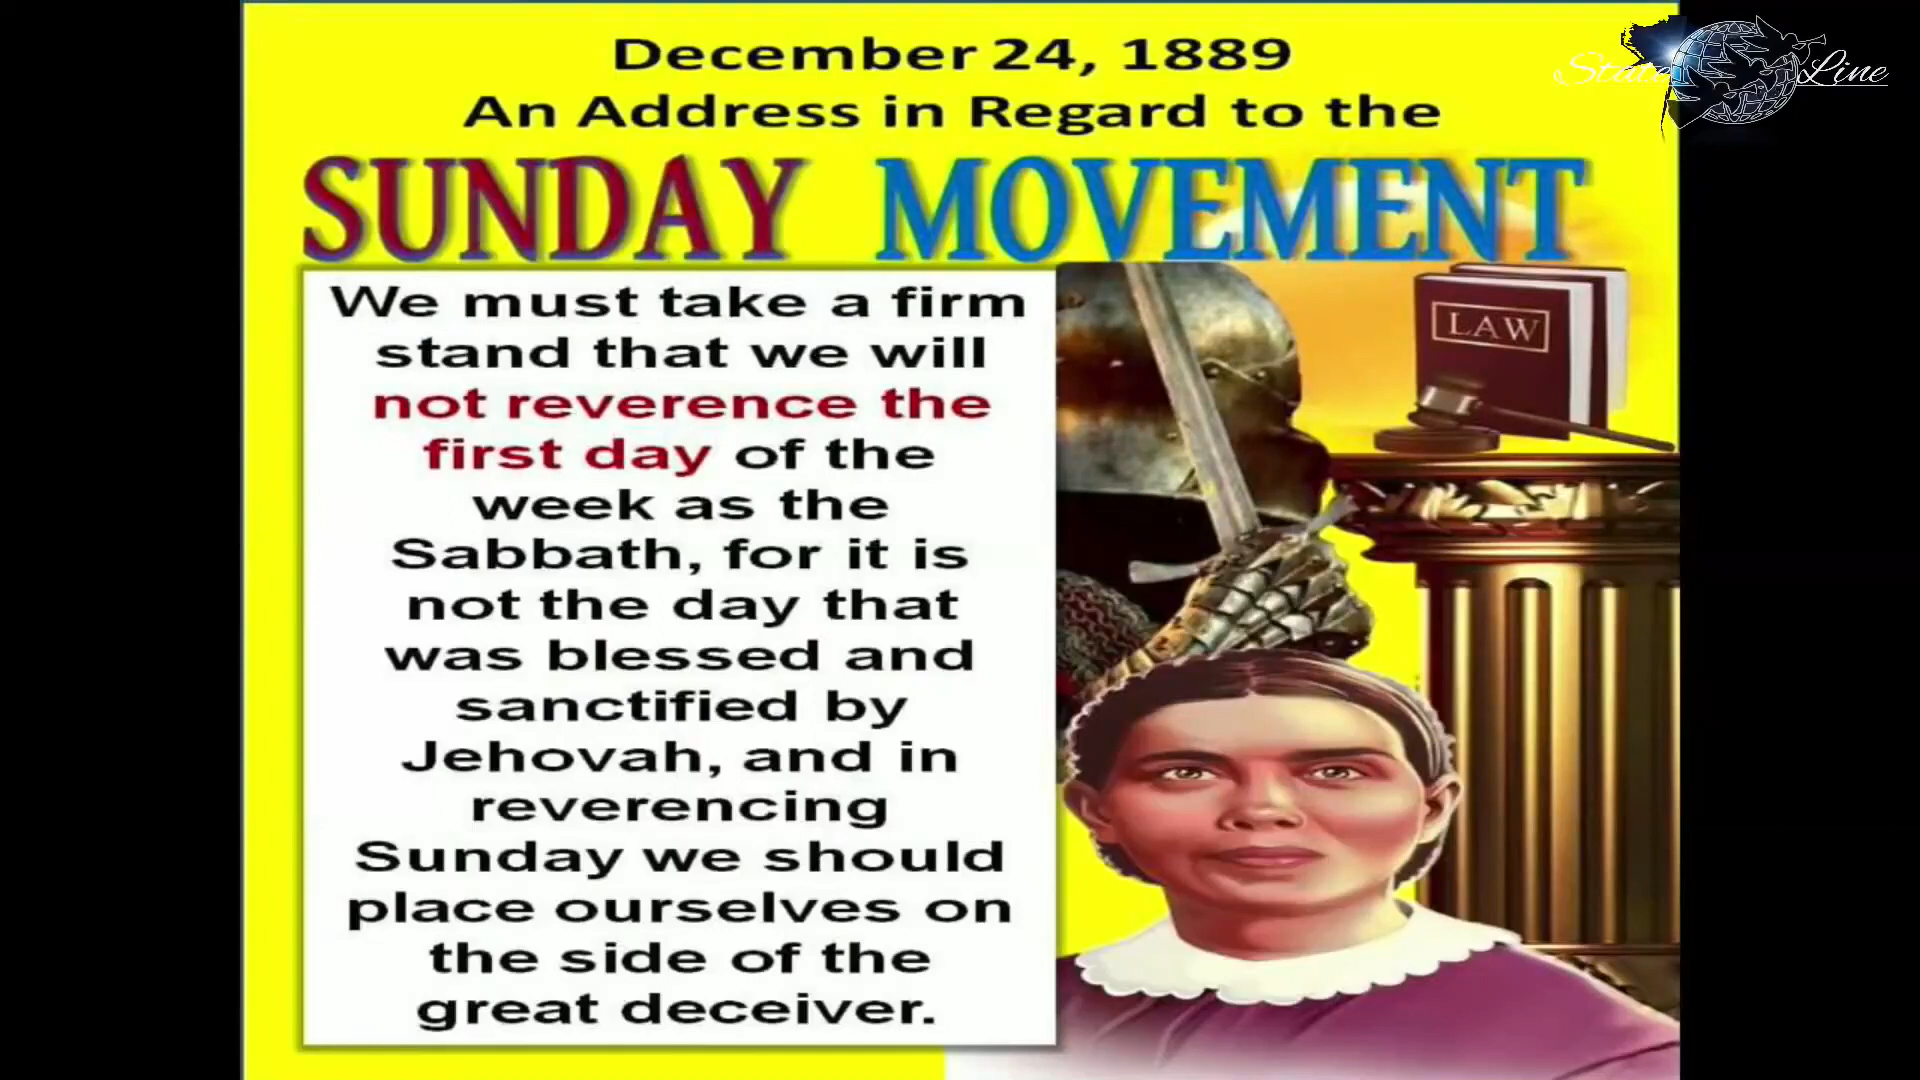 December 24, 1889
An Address in Regard to the
SUNDAY MOVEMENT
We must take a firm
stand that we will
not reverence the
first day of the
week as the
Sabbath, for it is
not the day that
was blessed and
sanctified by
Jehovah, and in
reverencing
Sunday we should
place ourselves on
the side of the
great deceiver.
LAW
State Line